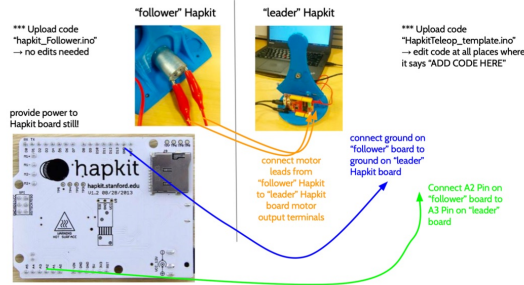 "follower" Hapkit
"leader" Hapkit
*** Upload code
"hapkit_Follower.ino"
→ no edits needed
*** Upload code
"HapkitTeleop_template.ino"
→ edit code at all places where
it says "ADD CODE HERE"
provide power to
Hapkit board still!
connect motor
leads from
"follower" Hapkit
to "leader" Hapkit
board motor
output terminals
connect ground on
"follower" board to
ground on "leader"
Hapkit board
Connect A2 Pin on
"follower" board to
A3 Pin on "leader"
board
hapkit
hapkit.stanford.edu